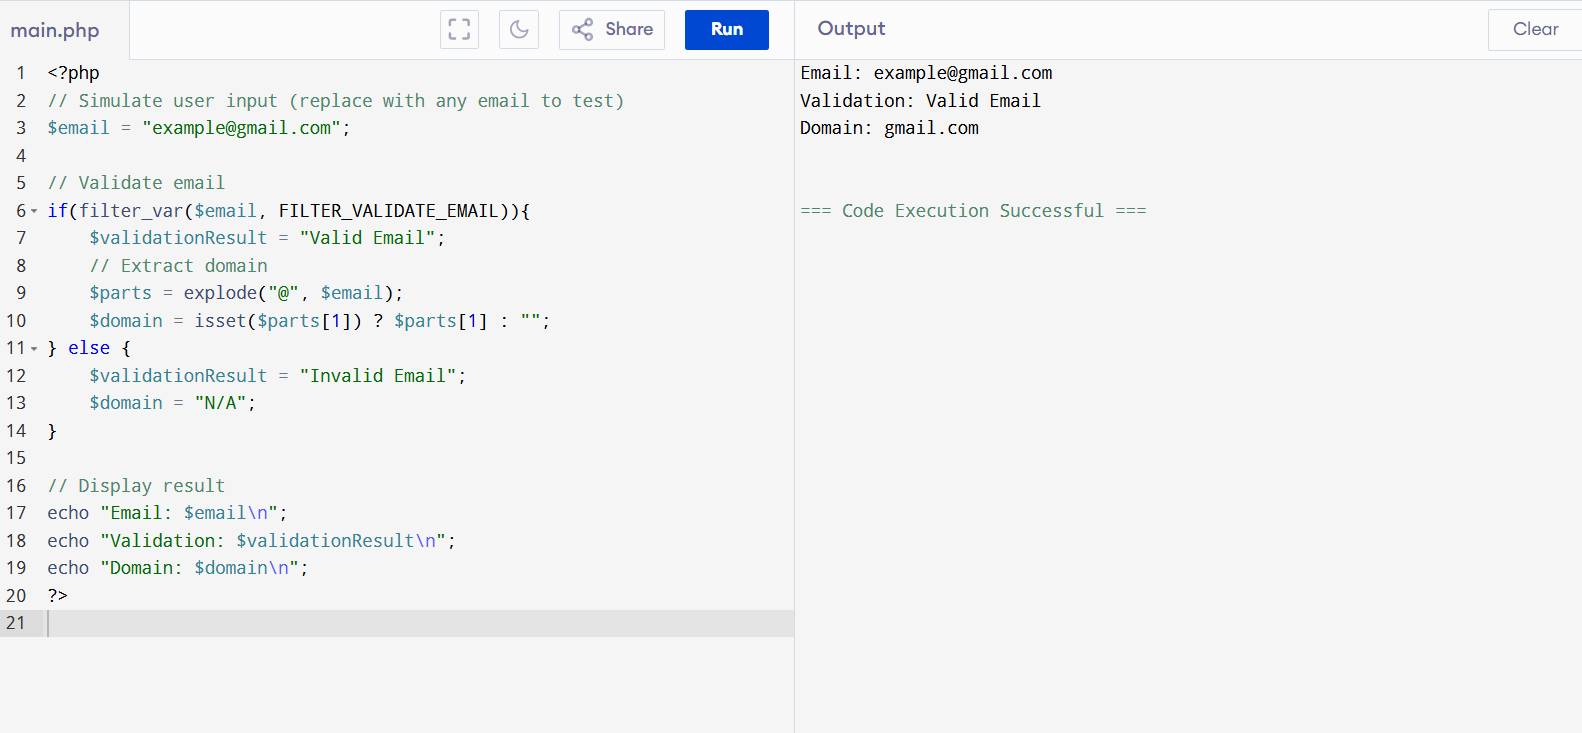 main.php
Share
Run
Output
Clear
1 <?php
2 // Simulate user input (replace with any email to test)
3 $email = "example@gmail.com";
4
5 // Validate email
6 if(filter_var($email, FILTER_VALIDATE_EMAIL)){
7     $validationResult = "Valid Email";
8     // Extract domain
9     $parts = explode("@", $email);
10     $domain = isset($parts[1]) ? $parts[1] : "";
11 } else {
12     $validationResult = "Invalid Email";
13     $domain = "N/A";
14 }
15
16 // Display result
17 echo "Email: $email\n";
18 echo "Validation: $validationResult\n";
19 echo "Domain: $domain\n";
20 ?>
21
Email: example@gmail.com
Validation: Valid Email
Domain: gmail.com
=== Code Execution Successful ===